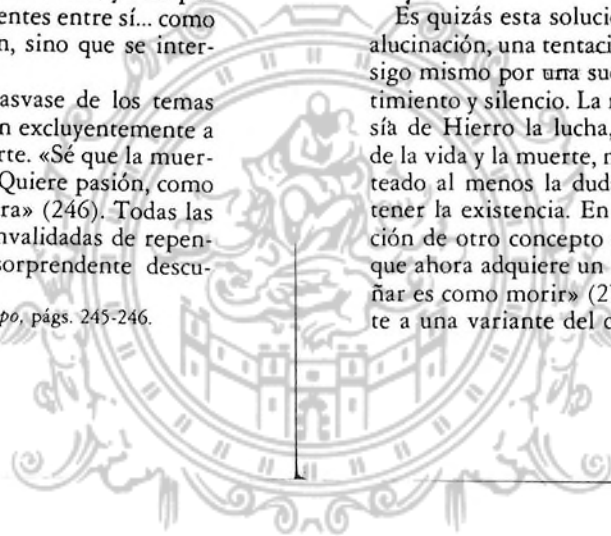 entes entre sí... como
n, sino que se inter-
asvase de los temas
n excluyentemente a
rte. «Sé que la muer-
Quiere pasión, como
ra» (246). Todas las
nvalidadas de repen-
sorprendente descu-
po, págs. 245-246.
Es quizás esta soluci
alucinación, una tentaci
sigo mismo por una su
timiento y silencio. La
sía de Hierro la lucha,
de la vida y la muerte,
teado al menos la dud
tener la existencia. En
ción de otro concepto
que ahora adquiere un
ñar es como morir» (2
te a una variante del